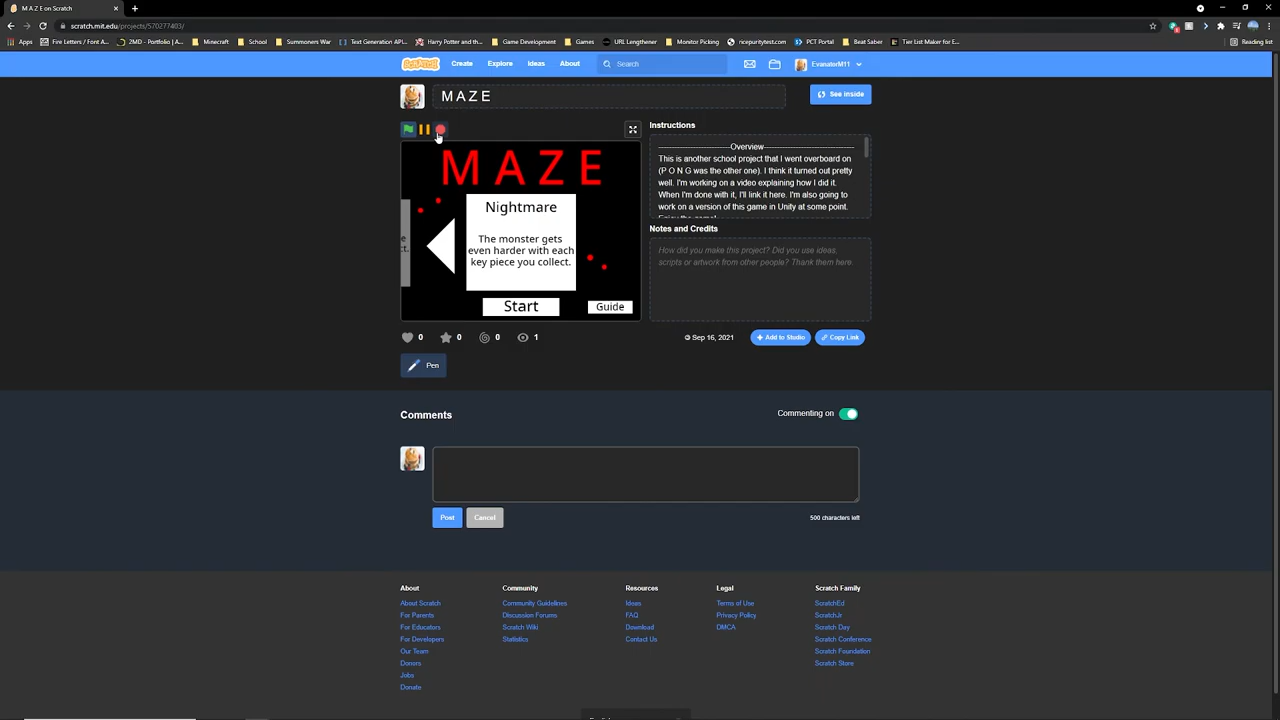 M A Z E on Scratch
scratch.mit.edu/projects/570277403/
Apps
Fire Letters / Font A...
2MD - Portfolio | A...
Minecraft
School
Summoners War
Text Generation API...
Harry Potter and th...
Game Development
Games
URL Lengthener
Monitor Picking
ricepuritytest.com
PCT Portal
Beat Saber
Tier List Maker for E...
Reading list
SCRATCH
Create
Explore
Ideas
About
Search
EvanatorM11
M A Z E
See inside
Instructions
Overview
This is another school project that I went overboard on
(P O N G was the other one). I think it turned out pretty
well. I'm working on a video explaining how I did it.
When I'm done with it, I'll link it here. I'm also going to
work on a version of this game in Unity at some point.
M A Z E
Nightmare
The monster gets
even harder with each
key piece you collect.
Start
Guide
Notes and Credits
How did you make this project? Did you use ideas,
scripts or artwork from other people? Thank them here.
0
0
0
1
© Sep 16, 2021
Add to Studio
Copy Link
Pen
Comments
Commenting on
Post
Cancel
500 characters left
About
About Scratch
For Parents
For Educators
For Developers
Our Team
Donors
Jobs
Donate
Community
Community Guidelines
Discussion Forums
Scratch Wiki
Statistics
Resources
Ideas
FAQ
Download
Contact Us
Legal
Terms of Use
Privacy Policy
DMCA
Scratch Family
ScratchEd
ScratchJr
Scratch Day
Scratch Conference
Scratch Foundation
Scratch Store